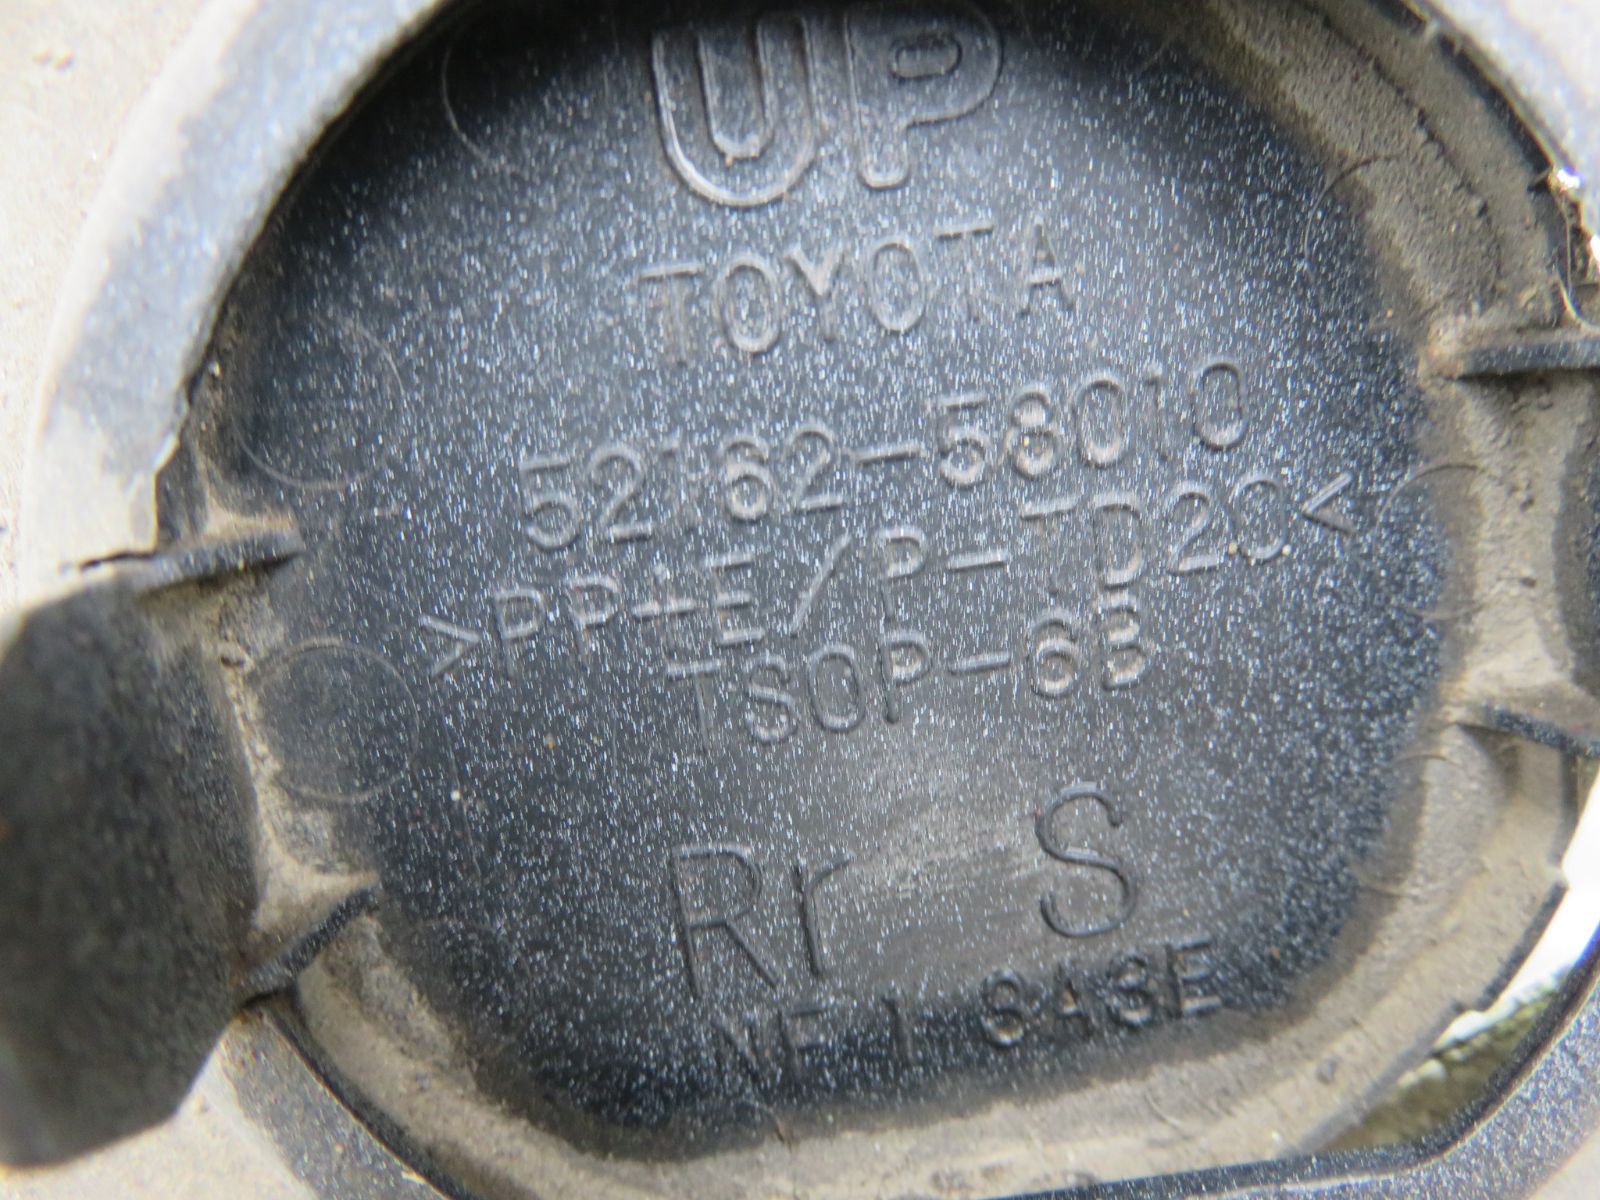 UP
TOYOTA
52162-58010
>PP+E/P-TD20<
TSOP-6B
Rr S